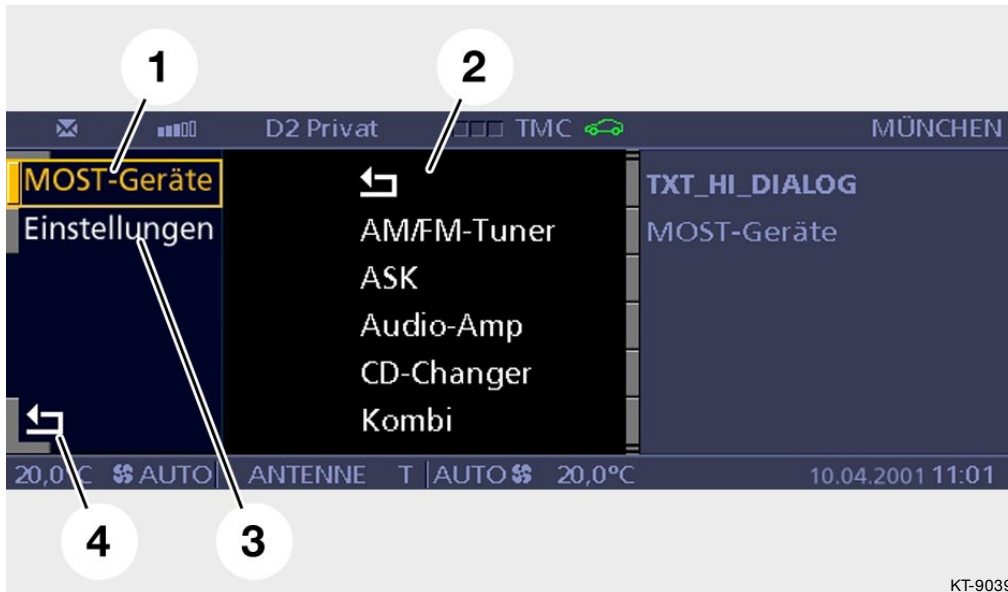 1 2
D2 Privat TMC MÜNCHEN
MOST-Geräte
Einstellungen
AM/FM-Tuner
ASK
Audio-Amp
CD-Changer
Kombi
TXT_HI_DIALOG
MOST-Geräte
20,0°C AUTO ANTENNE T AUTO 20,0°C 10.04.2001 11:01
4 3
KT-9039